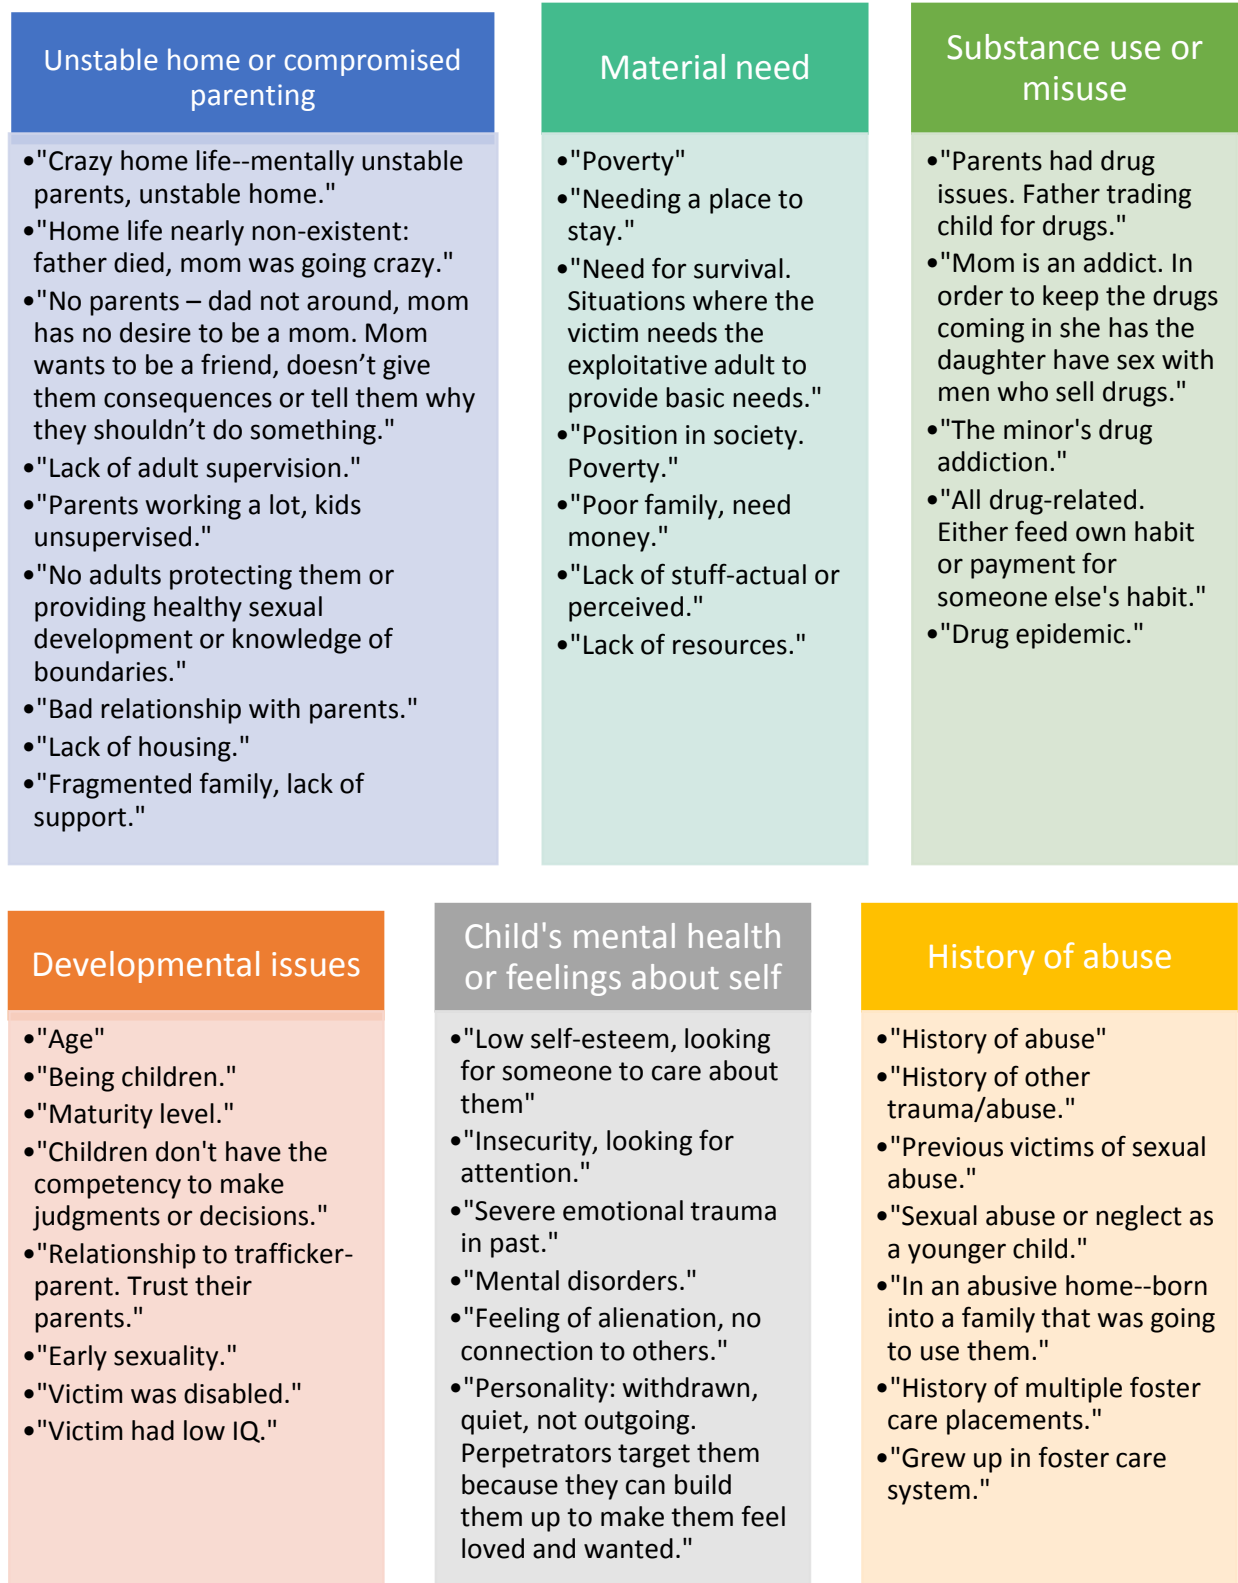 Unstable home or compromised
parenting
•"Crazy home life--mentally unstable
parents, unstable home."
•"Home life nearly non-existent:
father died, mom was going crazy."
•"No parents – dad not around, mom
has no desire to be a mom. Mom
wants to be a friend, doesn’t give
them consequences or tell them why
they shouldn’t do something."
•"Lack of adult supervision."
•"Parents working a lot, kids
unsupervised."
•"No adults protecting them or
providing healthy sexual
development or knowledge of
boundaries."
•"Bad relationship with parents."
•"Lack of housing."
•"Fragmented family, lack of
support."
Material need
•"Poverty"
•"Needing a place to
stay."
•"Need for survival.
Situations where the
victim needs the
exploitative adult to
provide basic needs."
•"Position in society.
Poverty."
•"Poor family, need
money."
•"Lack of stuff-actual or
perceived."
•"Lack of resources."
Substance use or
misuse
•"Parents had drug
issues. Father trading
child for drugs."
•"Mom is an addict. In
order to keep the drugs
coming in she has the
daughter have sex with
men who sell drugs."
•"The minor's drug
addiction."
•"All drug-related.
Either feed own habit
or payment for
someone else's habit."
•"Drug epidemic."
Developmental issues
•"Age"
•"Being children."
•"Maturity level."
•"Children don't have the
competency to make
judgments or decisions."
•"Relationship to trafficker-
parent. Trust their
parents."
•"Early sexuality."
•"Victim was disabled."
•"Victim had low IQ."
Child's mental health
or feelings about self
•"Low self-esteem, looking
for someone to care about
them"
•"Insecurity, looking for
attention."
•"Severe emotional trauma
in past."
•"Mental disorders."
•"Feeling of alienation, no
connection to others."
•"Personality: withdrawn,
quiet, not outgoing.
Perpetrators target them
because they can build
them up to make them feel
loved and wanted."
History of abuse
•"History of abuse"
•"History of other
trauma/abuse."
•"Previous victims of sexual
abuse."
•"Sexual abuse or neglect as
a younger child."
•"In an abusive home--born
into a family that was going
to use them."
•"History of multiple foster
care placements."
•"Grew up in foster care
system."